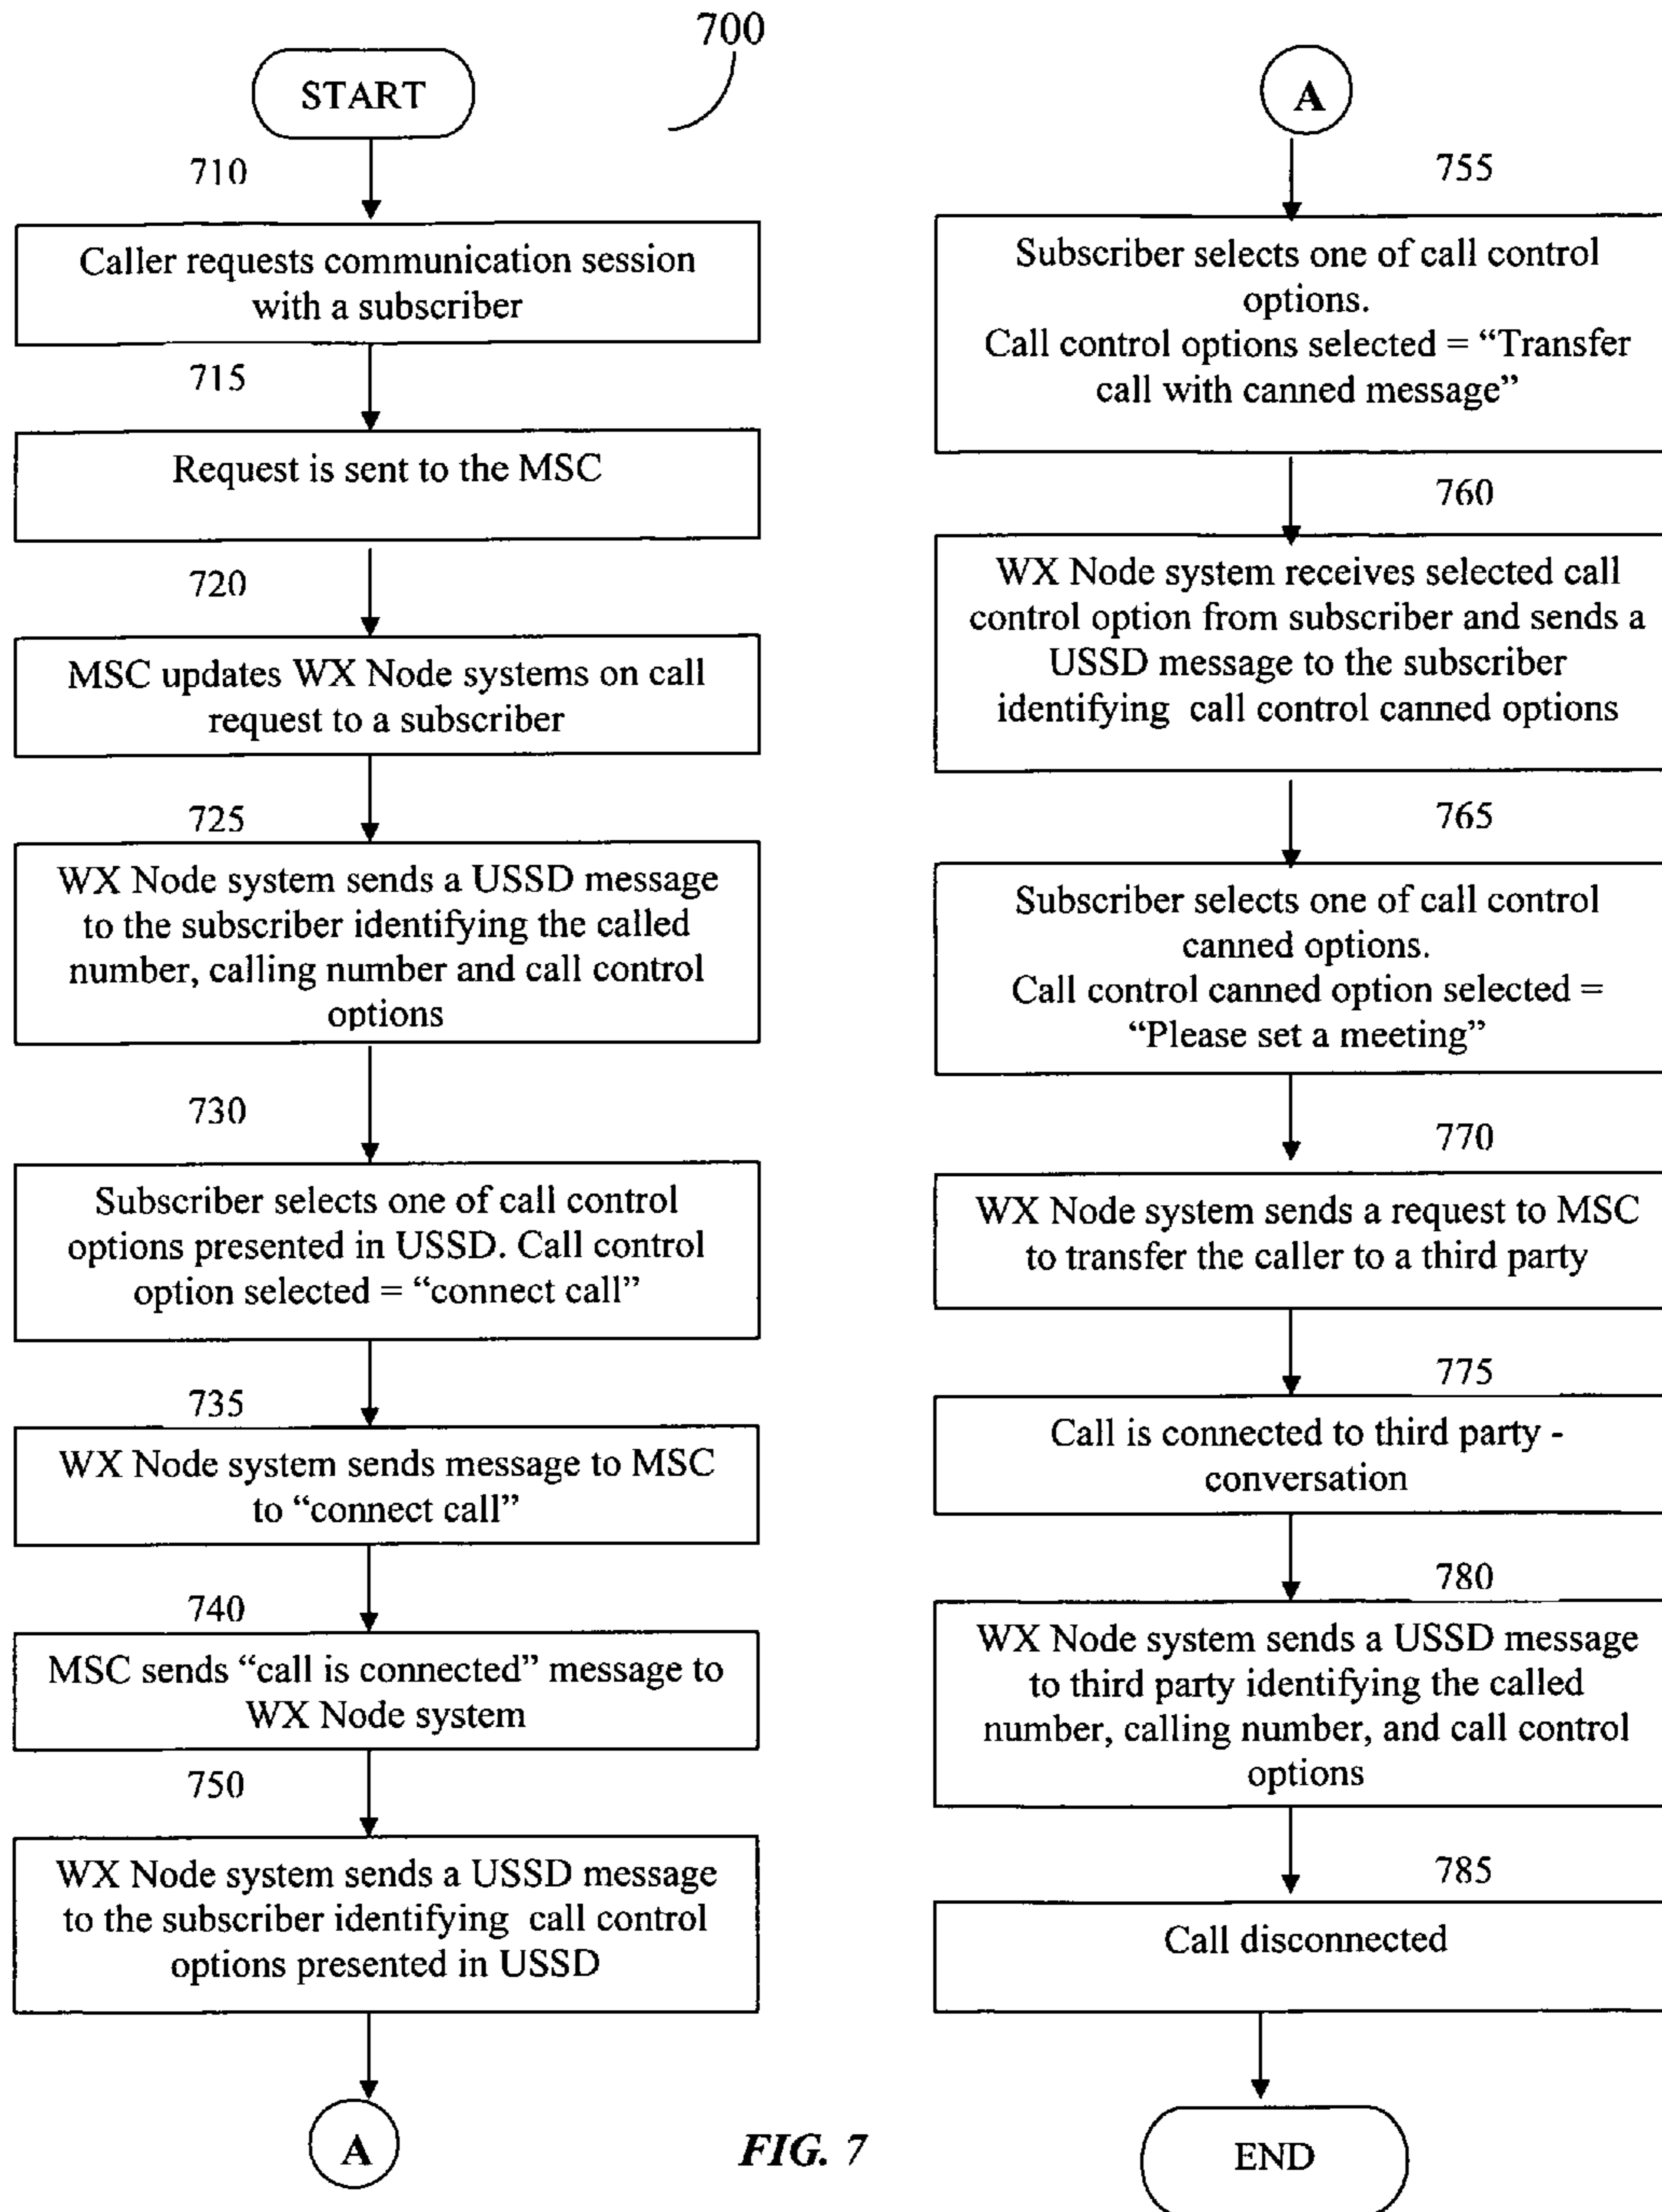 700
START
710
Caller requests communication session
with a subscriber
715
Request is sent to the MSC
720
MSC updates WX Node systems on call
request to a subscriber
725
WX Node system sends a USSD message
to the subscriber identifying the called
number, calling number and call control
options
730
Subscriber selects one of call control
options presented in USSD. Call control
option selected = “connect call”
735
WX Node system sends message to MSC
to “connect call”
740
MSC sends “call is connected” message to
WX Node system
750
WX Node system sends a USSD message
to the subscriber identifying call control
options presented in USSD
A
A
755
Subscriber selects one of call control
options.
Call control options selected = “Transfer
call with canned message”
760
WX Node system receives selected call
control option from subscriber and sends a
USSD message to the subscriber
identifying call control canned options
765
Subscriber selects one of call control
canned options.
Call control canned option selected =
“Please set a meeting”
770
WX Node system sends a request to MSC
to transfer the caller to a third party
775
Call is connected to third party -
conversation
780
WX Node system sends a USSD message
to third party identifying the called
number, calling number, and call control
options
785
Call disconnected
END
FIG. 7